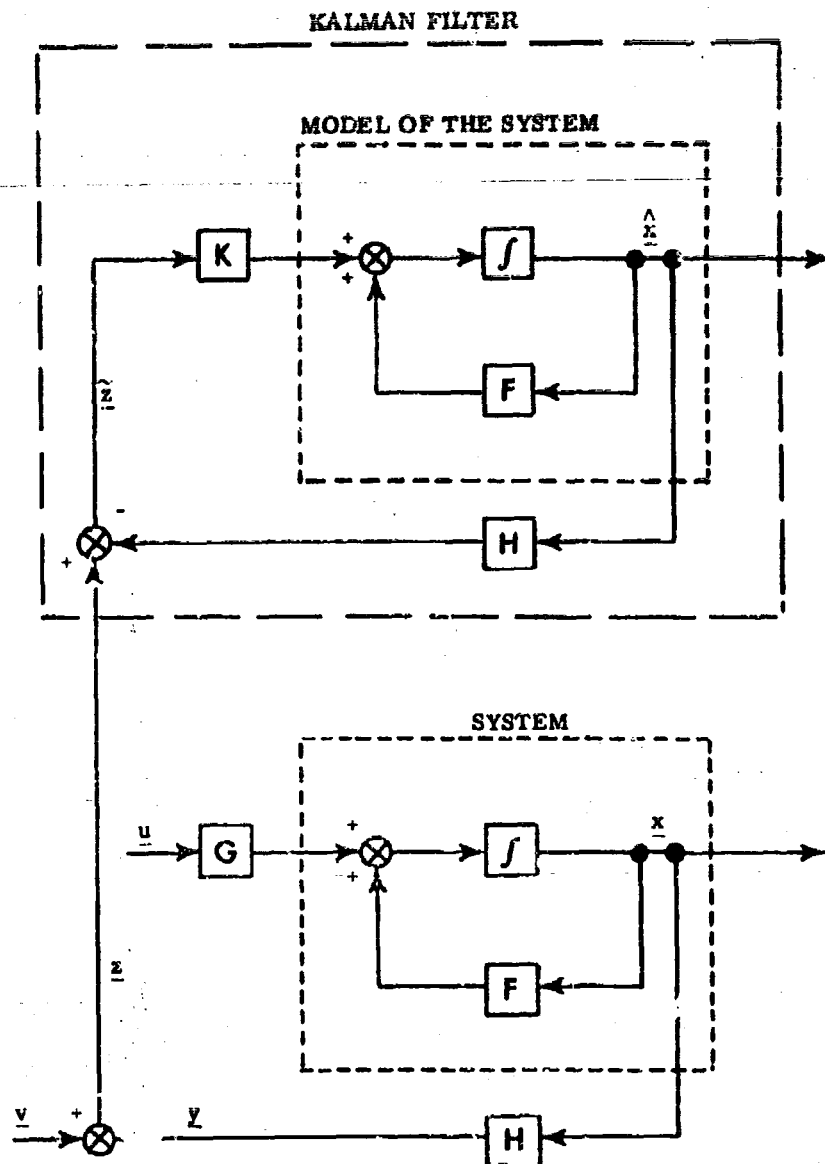 KALMAN FILTER
MODEL OF THE SYSTEM
x̂
K
+
+
∫
F
z̃
-
+
H
SYSTEM
u
G
+
+
∫
x
F
z
v
+
y
H